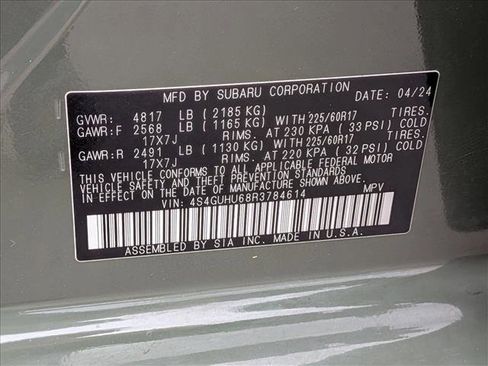 MFD BY SUBARU CORPORATION DATE: 04/24
GVWR: 4817 LB (2185 KG)
GAWR:F 2568 LB (1165 KG) WITH 225/60R17 TIRES.
17X7J RIMS. AT 230 KPA (33 PSI) COLD
GAWR:R 2491 LB (1130 KG) WITH 225/60R17 TIRES.
17X7J RIMS. AT 220 KPA (32 PSI) COLD
THIS VEHICLE CONFORMS TO ALL APPLICABLE FEDERAL MOTOR
VEHICLE SAFETY AND THEFT PREVENTION STANDARDS
IN EFFECT ON THE DATE OF MANUFACTURE SHOWN ABOVE.
VIN: 4S4GUHU68R3784614 MPV
ASSEMBLED BY SIA INC. MADE IN U.S.A.